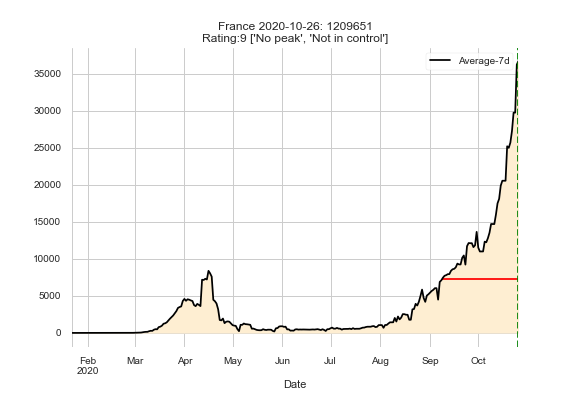 France 2020-10-26: 1209651
Rating:9 ['No peak', 'Not in control']
Average-7d
35000
30000
25000
20000
15000
10000
5000
0
Feb Mar Apr May Jun Jul Aug Sep Oct
2020
Date